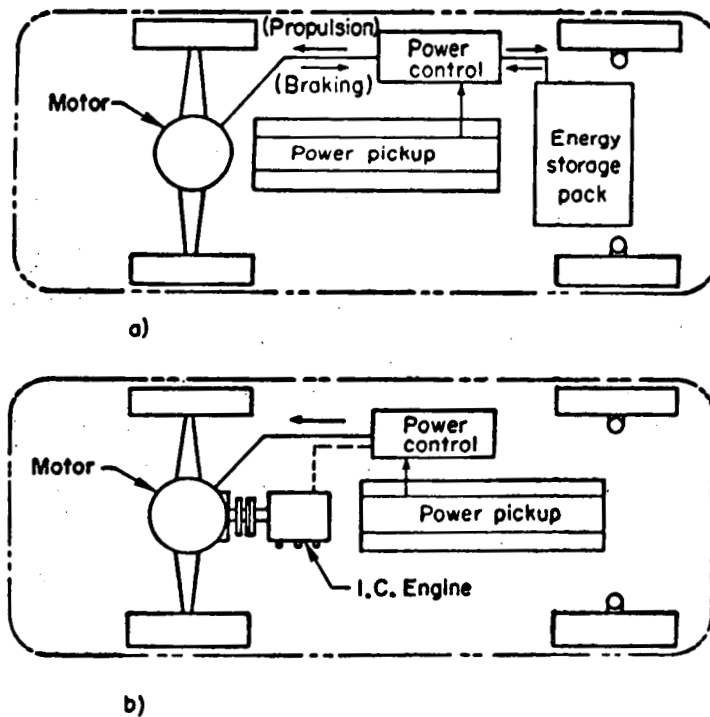 (Propulsion)
Power
control
(Braking)
Motor
Power pickup
Energy
storage
pack
a)
Power
control
Motor
Power pickup
I.C. Engine
b)